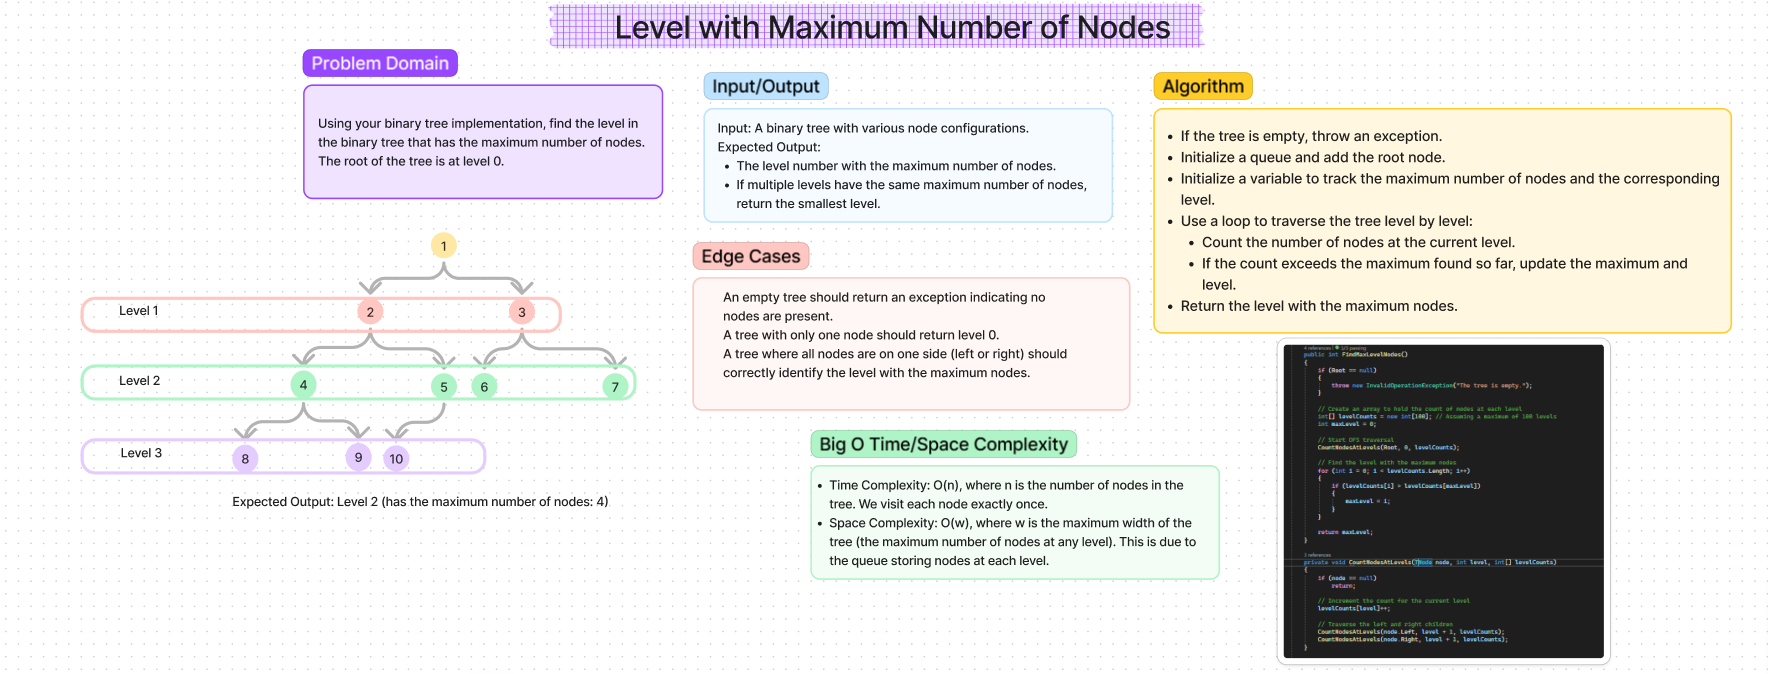 Level with Maximum Number of Nodes
Problem Domain
Using your binary tree implementation, find the level in
the binary tree that has the maximum number of nodes.
The root of the tree is at level 0.
1
Level 1
2
3
Level 2
4
5
6
7
Level 3
8
9
10
Expected Output: Level 2 (has the maximum number of nodes: 4)
Input/Output
Input: A binary tree with various node configurations.
Expected Output:
• The level number with the maximum number of nodes.
• If multiple levels have the same maximum number of nodes,
return the smallest level.
Edge Cases
An empty tree should return an exception indicating no
nodes are present.
A tree with only one node should return level 0.
A tree where all nodes are on one side (left or right) should
correctly identify the level with the maximum nodes.
Big O Time/Space Complexity
• Time Complexity: O(n), where n is the number of nodes in the
tree. We visit each node exactly once.
• Space Complexity: O(w), where w is the maximum width of the
tree (the maximum number of nodes at any level). This is due to
the queue storing nodes at each level.
Algorithm
• If the tree is empty, throw an exception.
• Initialize a queue and add the root node.
• Initialize a variable to track the maximum number of nodes and the corresponding
level.
• Use a loop to traverse the tree level by level:
• Count the number of nodes at the current level.
• If the count exceeds the maximum found so far, update the maximum and
level.
• Return the level with the maximum nodes.
4 references | 3/3 passing
public int FindMaxLevelNodes()
{
if (Root == null)
{
throw new InvalidOperationException("The tree is empty.");
}
// Create an array to hold the count of nodes at each level
int[] levelCounts = new int[100]; // Assuming a maximum of 100 levels
int maxLevel = 0;
// Start DFS traversal
CountNodesAtLevels(Root, 0, levelCounts);
// Find the level with the maximum nodes
for (int i = 0; i < levelCounts.Length; i++)
{
if (levelCounts[i] > levelCounts[maxLevel])
{
maxLevel = i;
}
}
return maxLevel;
}
3 references
private void CountNodesAtLevels(TNode node, int level, int[] levelCounts)
{
if (node == null)
return;
// Increment the count for the current level
levelCounts[level]++;
// Traverse the left and right children
CountNodesAtLevels(node.Left, level + 1, levelCounts);
CountNodesAtLevels(node.Right, level + 1, levelCounts);
}